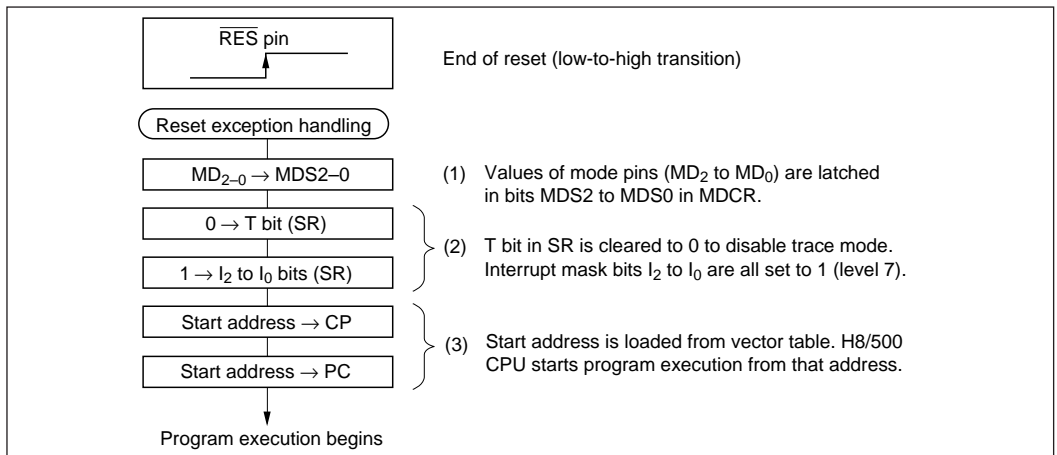 RES pin
End of reset (low-to-high transition)
Reset exception handling
MD2–0 → MDS2–0
(1) Values of mode pins (MD2 to MD0) are latched
in bits MDS2 to MDS0 in MDCR.
0 → T bit (SR)
1 → I2 to I0 bits (SR)
(2) T bit in SR is cleared to 0 to disable trace mode.
Interrupt mask bits I2 to I0 are all set to 1 (level 7).
Start address → CP
Start address → PC
(3) Start address is loaded from vector table. H8/500
CPU starts program execution from that address.
Program execution begins